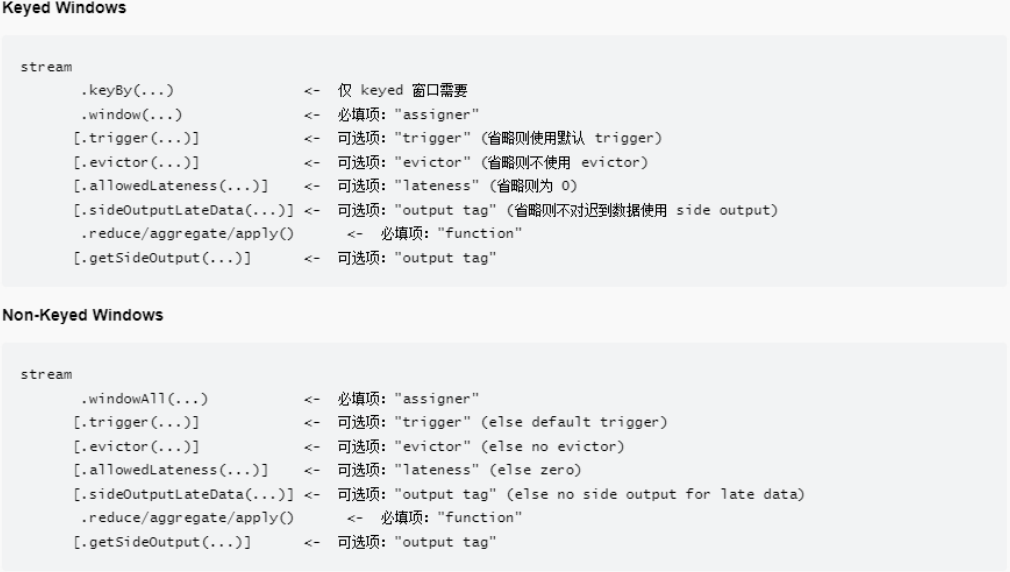 Keyed Windows
stream
       .keyBy(...)               <-  仅 keyed 窗口需要
       .window(...)              <-  必填项："assigner"
      [.trigger(...)]            <-  可选项："trigger" (省略则使用默认 trigger)
      [.evictor(...)]            <-  可选项："evictor" (省略则不使用 evictor)
      [.allowedLateness(...)]    <-  可选项："lateness" (省略则为 0)
      [.sideOutputLateData(...)] <-  可选项："output tag" (省略则不对迟到数据使用 side output)
       .reduce/aggregate/apply()      <-  必填项："function"
      [.getSideOutput(...)]      <-  可选项："output tag"
Non-Keyed Windows
stream
       .windowAll(...)           <-  必填项："assigner"
      [.trigger(...)]            <-  可选项："trigger" (else default trigger)
      [.evictor(...)]            <-  可选项："evictor" (else no evictor)
      [.allowedLateness(...)]    <-  可选项："lateness" (else zero)
      [.sideOutputLateData(...)] <-  可选项："output tag" (else no side output for late data)
       .reduce/aggregate/apply()      <-  必填项："function"
      [.getSideOutput(...)]      <-  可选项："output tag"